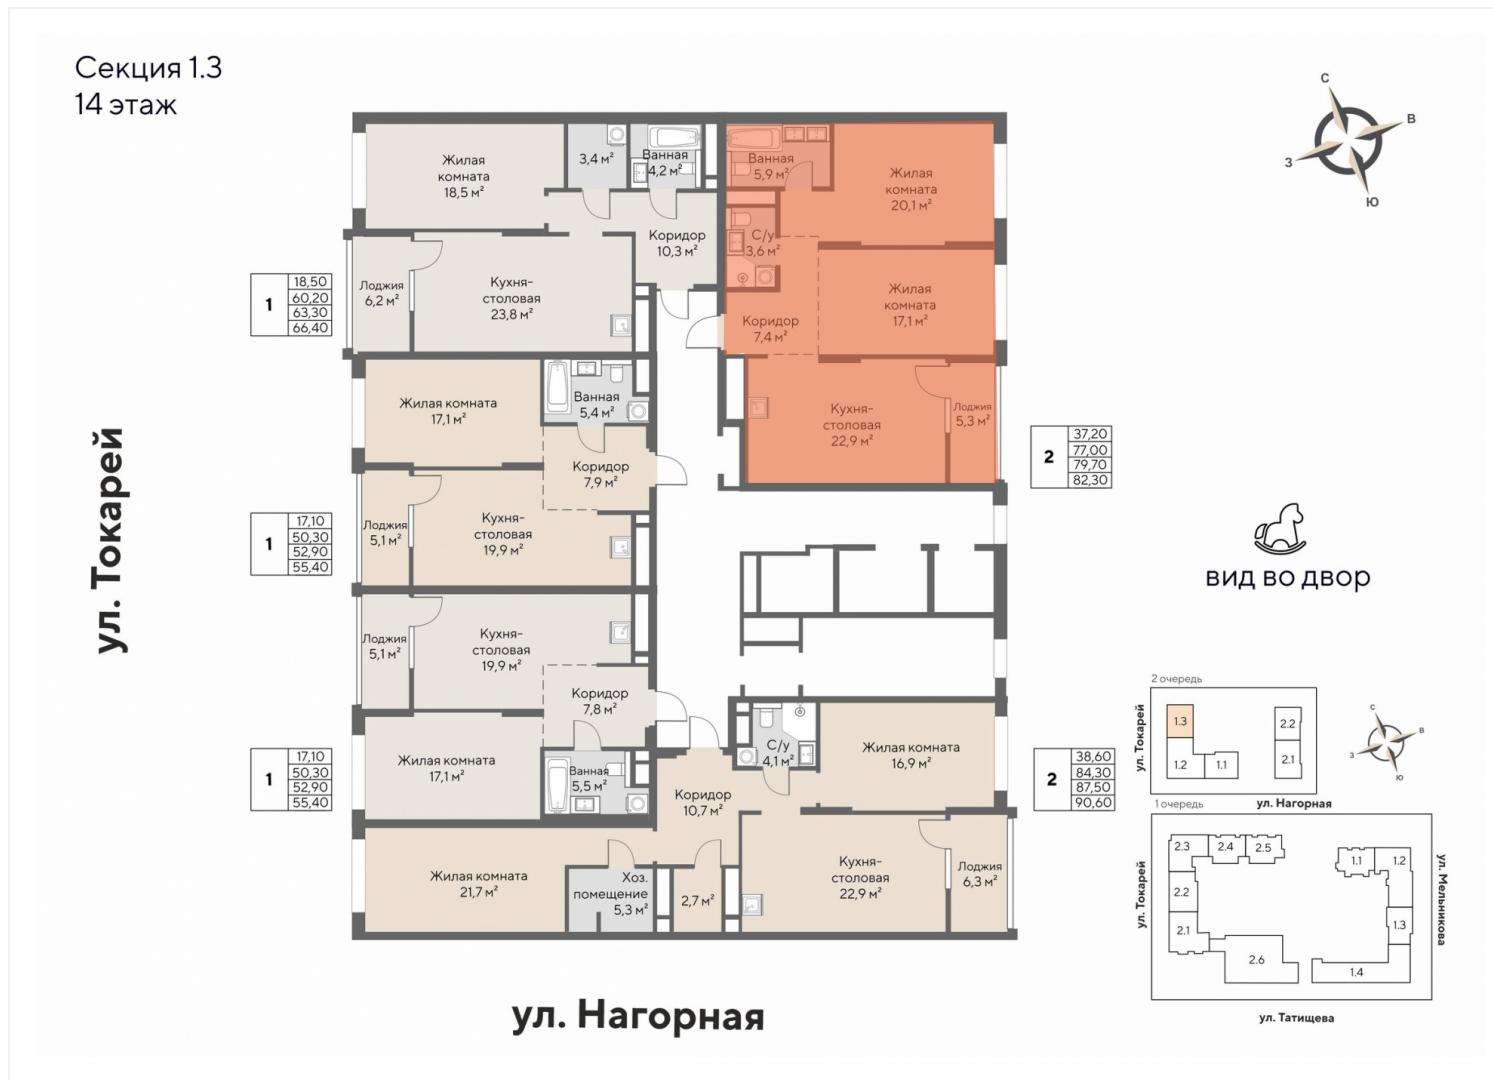 Секция 1.3
14 этаж
С
В
З
Ю
Жилая
комната
18,5 м²
3,4 м²
Ванная
4,2 м²
Коридор
10,3 м²
Лоджия
6,2 м²
Кухня-
столовая
23,8 м²
1
18,50
60,20
63,30
66,40
Ванная
5,9 м²
Жилая
комната
20,1 м²
С/у
3,6 м²
Жилая
комната
17,1 м²
Коридор
7,4 м²
Кухня-
столовая
22,9 м²
Лоджия
5,3 м²
2
37,20
77,00
79,70
82,30
Жилая комната
17,1 м²
Ванная
5,4 м²
Коридор
7,9 м²
Лоджия
5,1 м²
Кухня-
столовая
19,9 м²
1
17,10
50,30
52,90
55,40
Лоджия
5,1 м²
Кухня-
столовая
19,9 м²
Коридор
7,8 м²
Жилая комната
17,1 м²
Ванная
5,5 м²
1
17,10
50,30
52,90
55,40
С/у
4,1 м²
Жилая комната
16,9 м²
Коридор
10,7 м²
Жилая комната
21,7 м²
Хоз.
помещение
5,3 м²
2,7 м²
Кухня-
столовая
22,9 м²
Лоджия
6,3 м²
2
38,60
84,30
87,50
90,60
ул. Токарей
ул. Нагорная
вид во двор
2 очередь
ул. Токарей
1.3
1.2
1.1
2.2
2.1
ул. Нагорная
С
В
З
Ю
1 очередь
ул. Токарей
2.3
2.4
2.5
2.2
2.1
2.6
1.1
1.2
1.3
1.4
ул. Мельникова
ул. Татищева